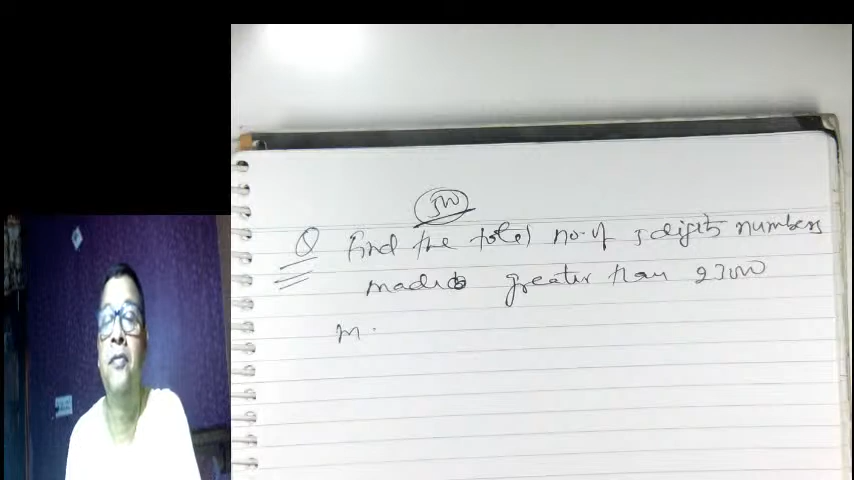 Q Find the total no. of 5 digits numbers
made greater than 23000
m.